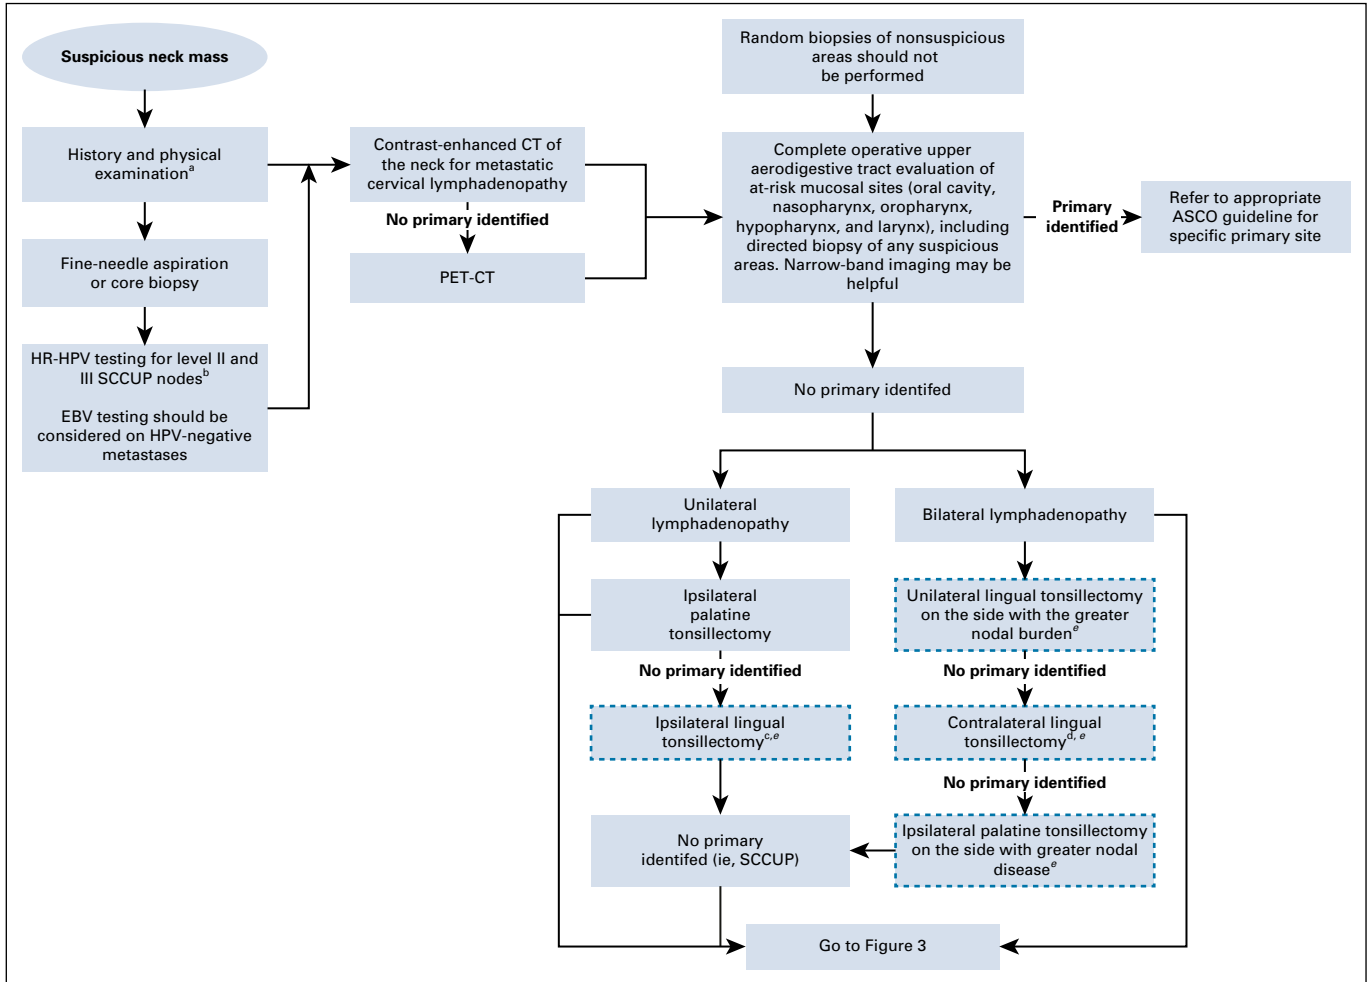 Suspicious neck mass
History and physical
examinationa
Fine-needle aspiration
or core biopsy
HR-HPV testing for level II and
III SCCUP nodesb
EBV testing should be
considered on HPV-negative
metastases
Contrast-enhanced CT of
the neck for metastatic
cervical lymphadenopathy
No primary identified
PET-CT
Random biopsies of nonsuspicious
areas should not
be performed
Complete operative upper
aerodigestive tract evaluation of
at-risk mucosal sites (oral cavity,
nasopharynx, oropharynx,
hypopharynx, and larynx), including
directed biopsy of any suspicious
areas. Narrow-band imaging may be
helpful
Primary
identified
Refer to appropriate
ASCO guideline for
specific primary site
No primary identifed
Unilateral
lymphadenopathy
Ipsilateral
palatine
tonsillectomy
No primary identified
Ipsilateral lingual
tonsillectomyc,e
No primary
identifed (ie, SCCUP)
Bilateral lymphadenopathy
Unilateral lingual tonsillectomy
on the side with the greater
nodal burdene
No primary identified
Contralateral lingual
tonsillectomyd, e
No primary identified
Ipsilateral palatine tonsillectomy
on the side with greater nodal
diseasee
Go to Figure 3